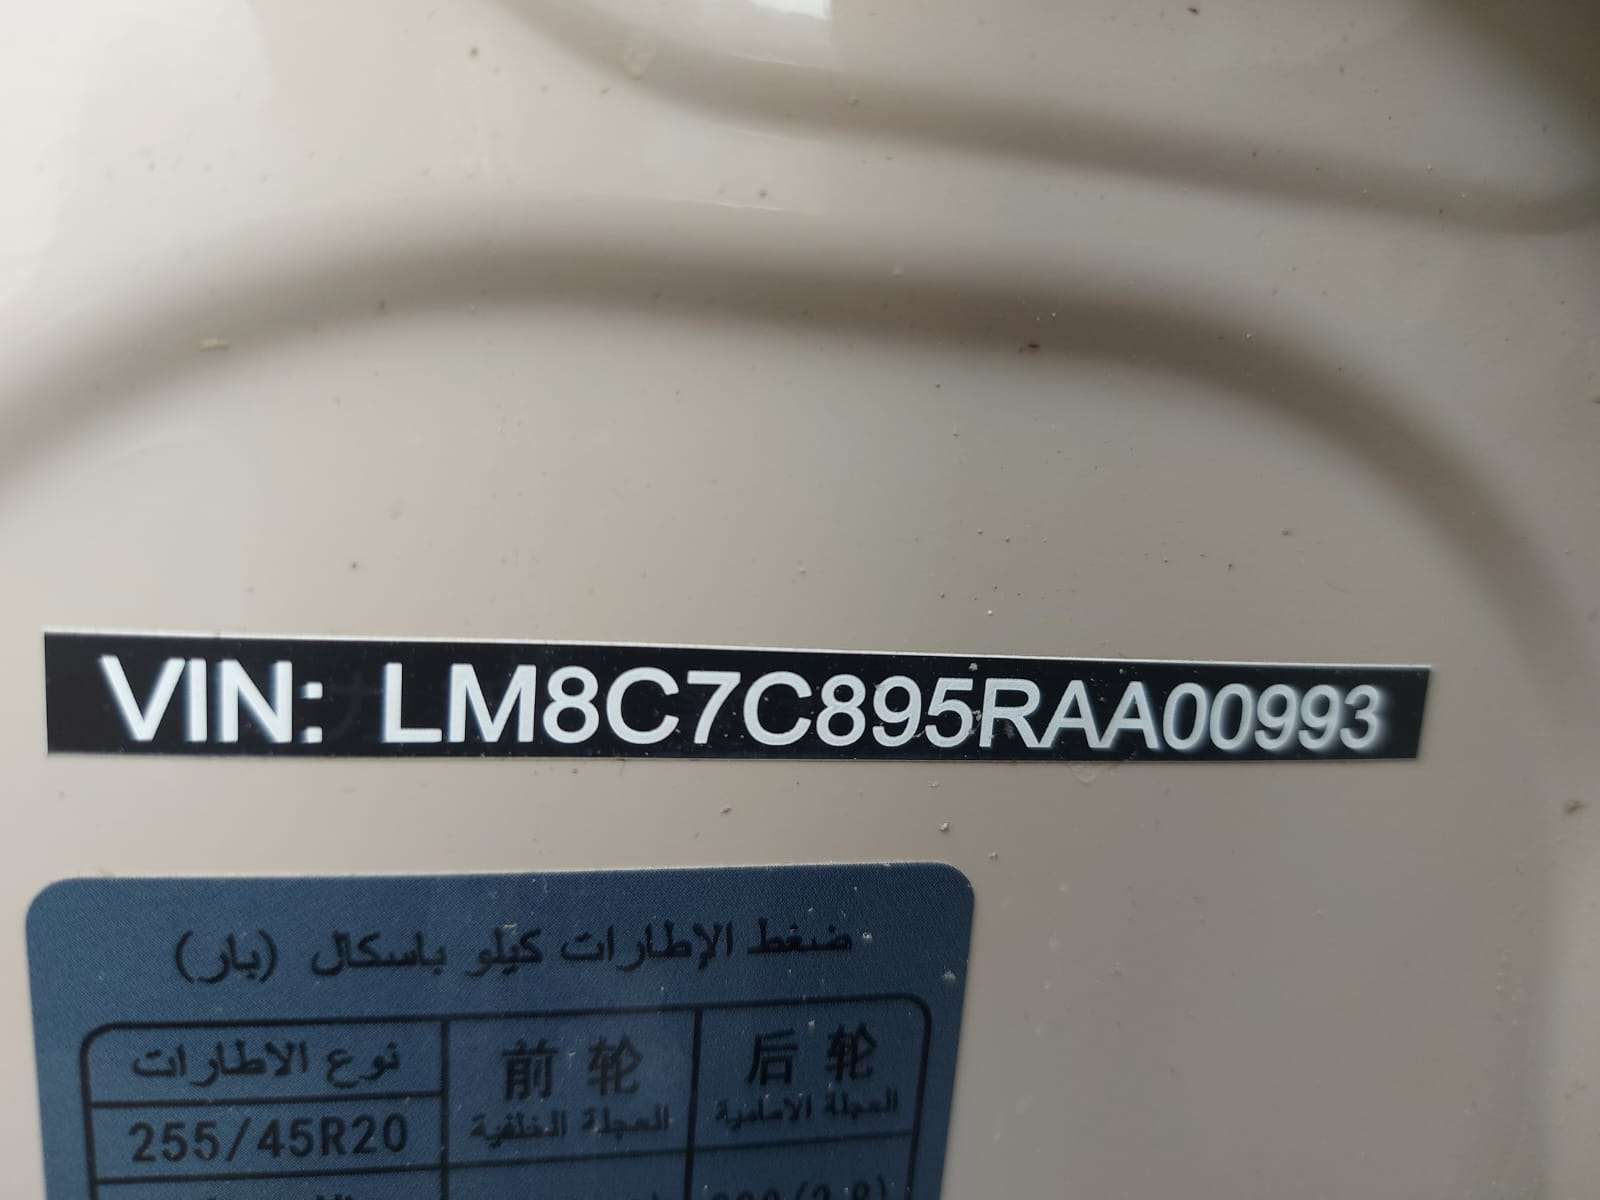 VIN: LM8C7C895RAA00993
ضغط الإطارات كيلو باسكال (بار)
نوع الاطارات 前轮 后轮
العجلة الخلفية العجلة الامامية
255/45R20